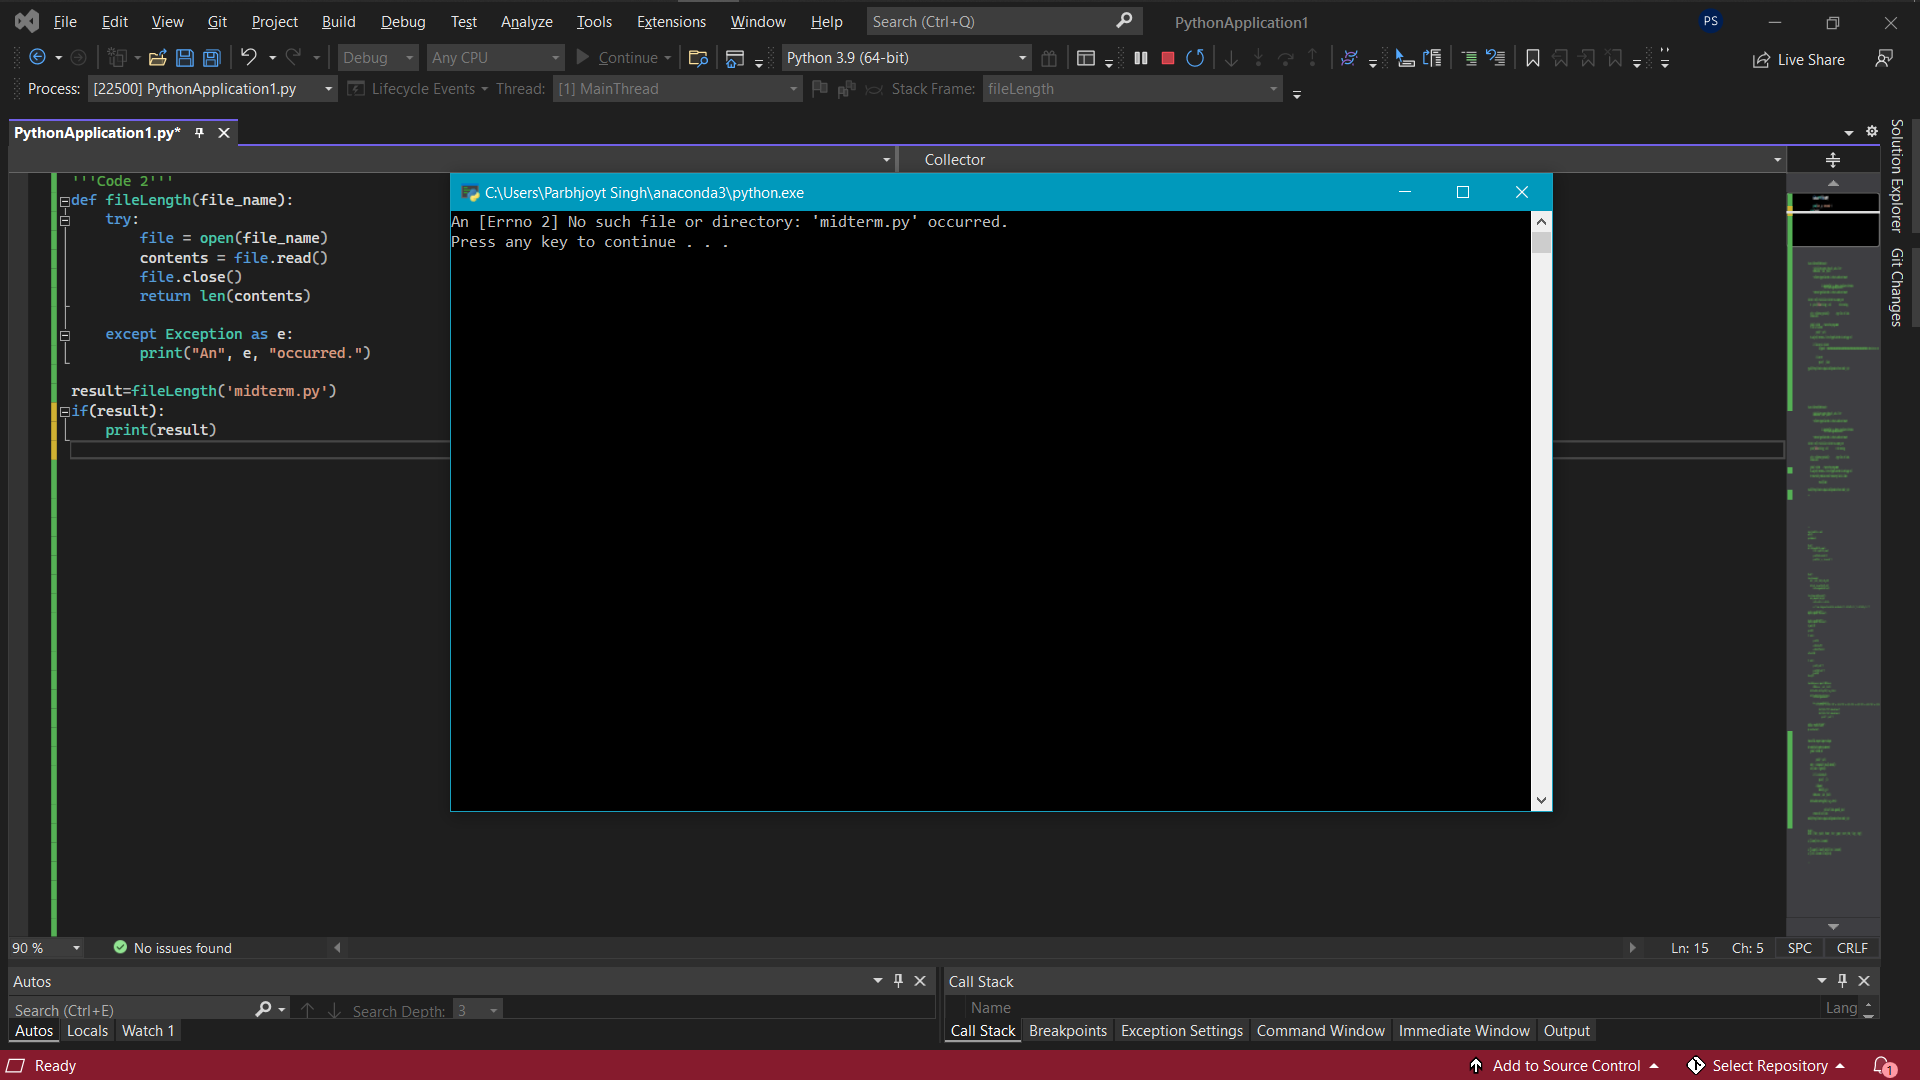 File Edit View Git Project Build Debug Test Analyze Tools Extensions Window Help Search (Ctrl+Q) PythonApplication1 PS
Debug Any CPU Continue Python 3.9 (64-bit) Live Share
Process: [22500] PythonApplication1.py Lifecycle Events Thread: [1] MainThread Stack Frame: fileLength
PythonApplication1.py*
Collector
'''Code 2'''
def fileLength(file_name):
try:
file = open(file_name)
contents = file.read()
file.close()
return len(contents)
except Exception as e:
print("An", e, "occurred.")
result=fileLength('midterm.py')
if(result):
print(result)
C:\Users\Parbhjoyt Singh\anaconda3\python.exe
An [Errno 2] No such file or directory: 'midterm.py' occurred.
Press any key to continue . . .
Solution Explorer
Git Changes
90 % No issues found Ln: 15 Ch: 5 SPC CRLF
Autos
Search (Ctrl+E) Search Depth: 3
Autos Locals Watch 1
Call Stack
Name Lang
Call Stack Breakpoints Exception Settings Command Window Immediate Window Output
Ready Add to Source Control Select Repository 1